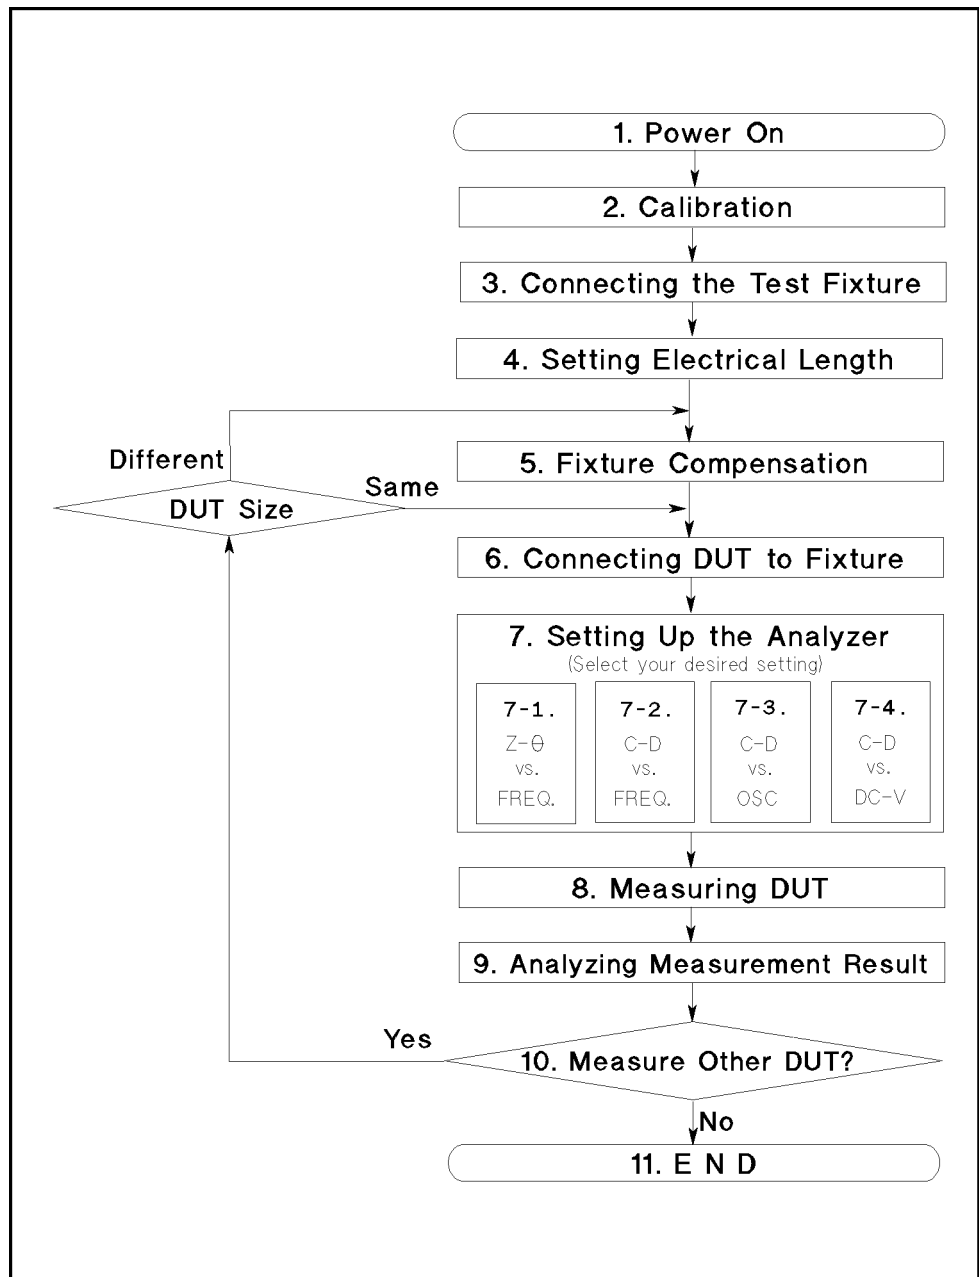 1. Power On
2. Calibration
3. Connecting the Test Fixture
4. Setting Electrical Length
Different
5. Fixture Compensation
Same
DUT Size
6. Connecting DUT to Fixture
7. Setting Up the Analyzer
(Select your desired setting)
7-1.
Z-θ
vs.
FREQ.
7-2.
C-D
vs.
FREQ.
7-3.
C-D
vs.
OSC
7-4.
C-D
vs.
DC-V
8. Measuring DUT
9. Analyzing Measurement Result
Yes
10. Measure Other DUT?
No
11. E N D